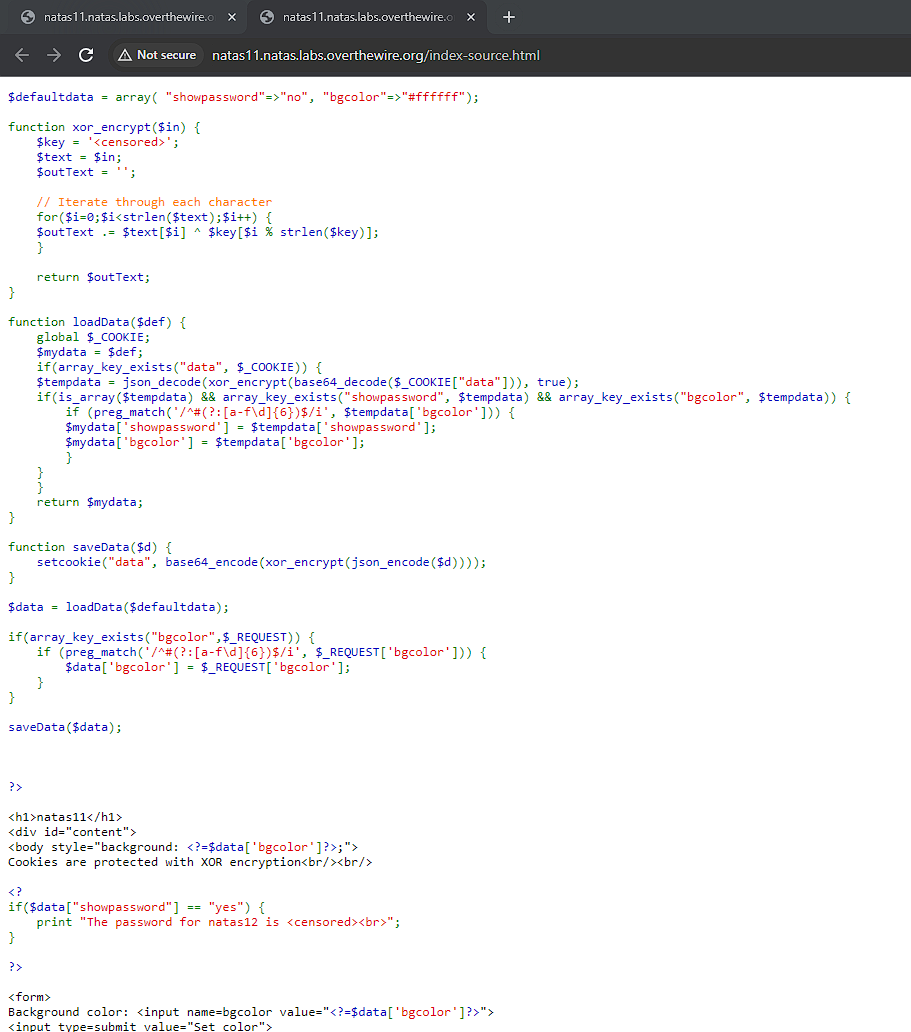 natas11.natas.labs.overthewire.o
natas11.natas.labs.overthewire.o
Not secure natas11.natas.labs.overthewire.org/index-source.html
$defaultdata = array( "showpassword"=>"no", "bgcolor"=>"#ffffff");
function xor_encrypt($in) {
$key = '<censored>';
$text = $in;
$outText = '';
// Iterate through each character
for($i=0;$i<strlen($text);$i++) {
$outText .= $text[$i] ^ $key[$i % strlen($key)];
}
return $outText;
}
function loadData($def) {
global $_COOKIE;
$mydata = $def;
if(array_key_exists("data", $_COOKIE)) {
$tempdata = json_decode(xor_encrypt(base64_decode($_COOKIE["data"])), true);
if(is_array($tempdata) && array_key_exists("showpassword", $tempdata) && array_key_exists("bgcolor", $tempdata)) {
if (preg_match('/^#(?:[a-f\d]{6})$/i', $tempdata['bgcolor'])) {
$mydata['showpassword'] = $tempdata['showpassword'];
$mydata['bgcolor'] = $tempdata['bgcolor'];
}
}
}
return $mydata;
}
function saveData($d) {
setcookie("data", base64_encode(xor_encrypt(json_encode($d))));
}
$data = loadData($defaultdata);
if(array_key_exists("bgcolor",$_REQUEST)) {
if (preg_match('/^#(?:[a-f\d]{6})$/i', $_REQUEST['bgcolor'])) {
$data['bgcolor'] = $_REQUEST['bgcolor'];
}
}
saveData($data);
?>
<h1>natas11</h1>
<div id="content">
<body style="background: <?=$data['bgcolor']?>;">
Cookies are protected with XOR encryption<br/><br/>
<?
if($data["showpassword"] == "yes") {
print "The password for natas12 is <censored><br>";
}
?>
<form>
Background color: <input name=bgcolor value="<?=$data['bgcolor']?>">
<input type=submit value="Set color">